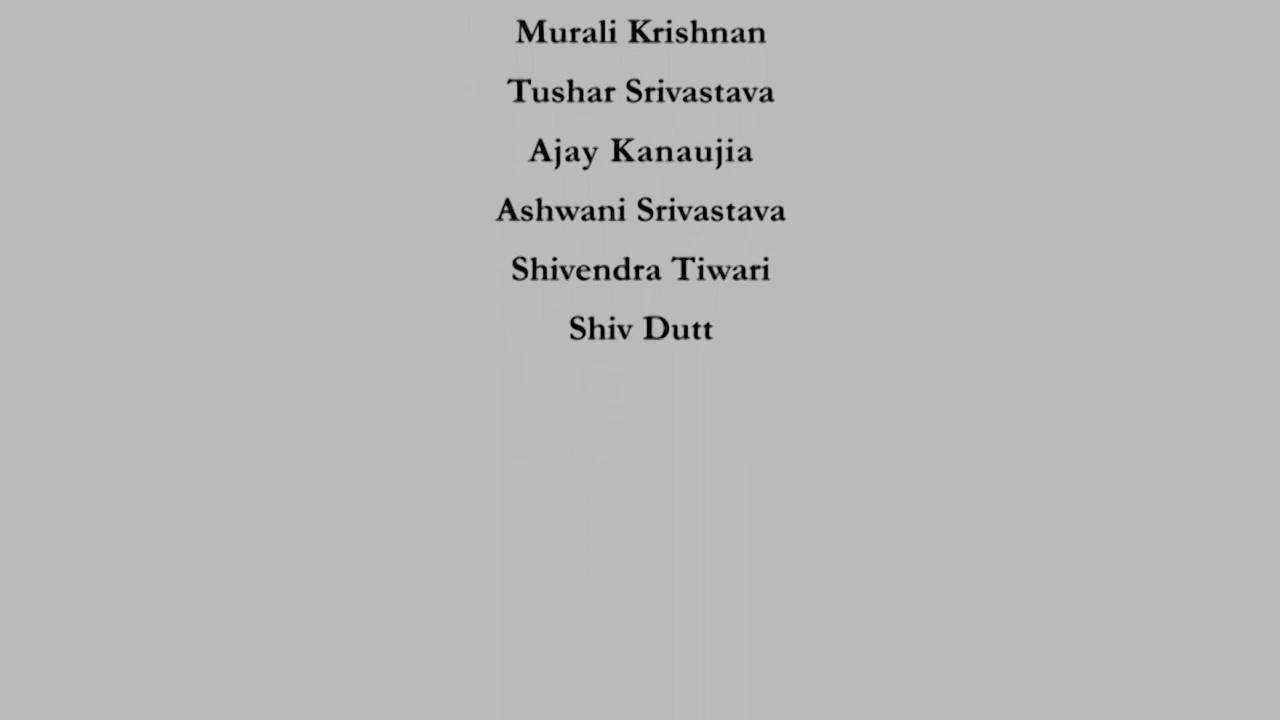 Murali Krishnan
Tushar Srivastava
Ajay Kanaujia
Ashwani Srivastava
Shivendra Tiwari
Shiv Dutt